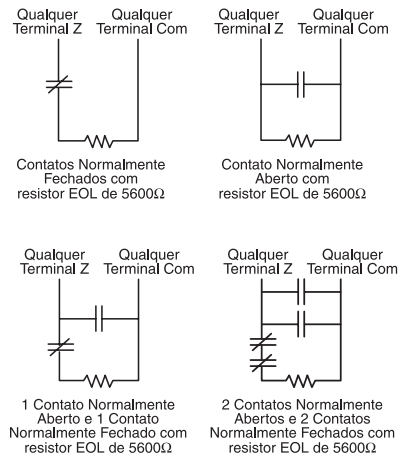 Qualquer Terminal Z
Qualquer Terminal Com
Contatos Normalmente
Fechados com
resistor EOL de 5600Ω
Qualquer Terminal Z
Qualquer Terminal Com
Contato Normalmente
Aberto com
resistor EOL de 5600Ω
Qualquer Terminal Z
Qualquer Terminal Com
1 Contato Normalmente
Aberto e 1 Contato
Normalmente Fechado com
resistor EOL de 5600Ω
Qualquer Terminal Z
Qualquer Terminal Com
2 Contatos Normalmente
Abertos e 2 Contatos
Normalmente Fechados com
resistor EOL de 5600Ω